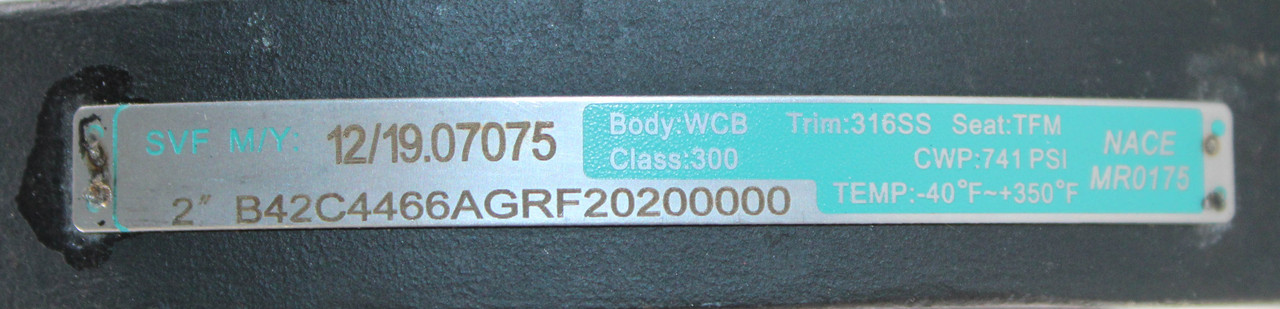 SVF M/Y: 12/19.07075
2" B42C4466AGRF20200000
Body:WCB Trim:316SS Seat:TFM
Class:300 CWP:741 PSI
TEMP:-40°F~+350°F
NACE
MR0175